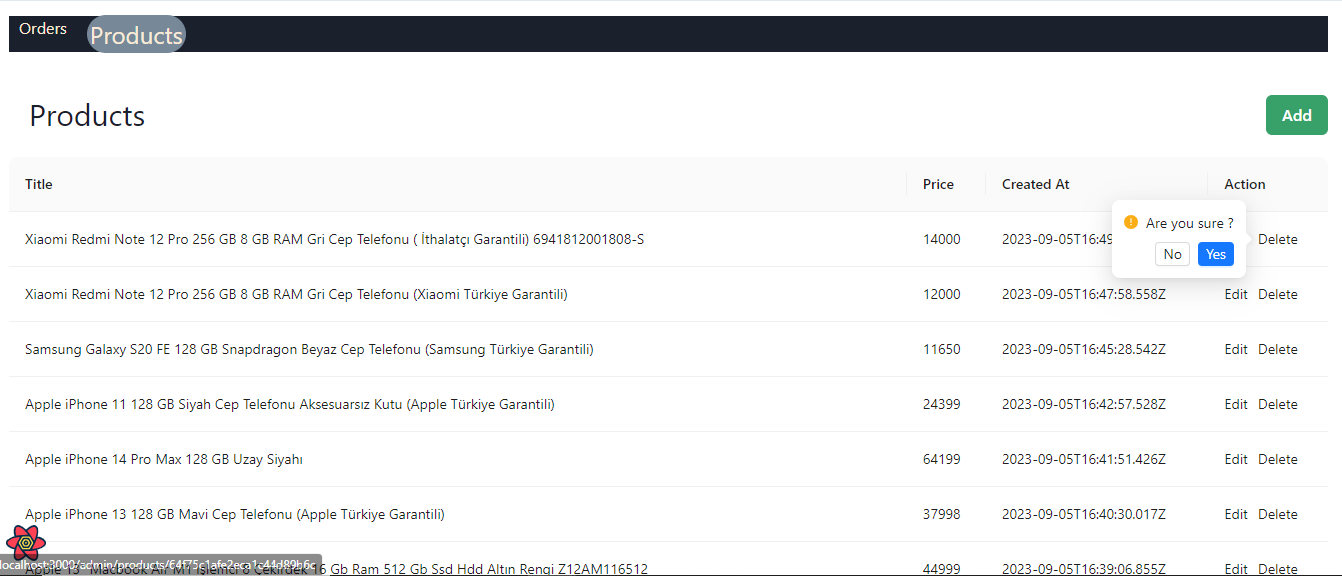 Orders Products
Products
Add
Title Price Created At Action
Xiaomi Redmi Note 12 Pro 256 GB 8 GB RAM Gri Cep Telefonu ( İthalatçı Garantili) 6941812001808-S 14000 2023-09-05T16:49 Delete
Are you sure ?
No Yes
Xiaomi Redmi Note 12 Pro 256 GB 8 GB RAM Gri Cep Telefonu (Xiaomi Türkiye Garantili) 12000 2023-09-05T16:47:58.558Z Edit Delete
Samsung Galaxy S20 FE 128 GB Snapdragon Beyaz Cep Telefonu (Samsung Türkiye Garantili) 11650 2023-09-05T16:45:28.542Z Edit Delete
Apple iPhone 11 128 GB Siyah Cep Telefonu Aksesuarsız Kutu (Apple Türkiye Garantili) 24399 2023-09-05T16:42:57.528Z Edit Delete
Apple iPhone 14 Pro Max 128 GB Uzay Siyahı 64199 2023-09-05T16:41:51.426Z Edit Delete
Apple iPhone 13 128 GB Mavi Cep Telefonu (Apple Türkiye Garantili) 37998 2023-09-05T16:40:30.017Z Edit Delete
Apple 13" Macbook Air M1 İşlemci 8 Çekirdek 16 Gb Ram 512 Gb Ssd Hdd Altın Rengi Z12AM116512 44999 2023-09-05T16:39:06.855Z Edit Delete